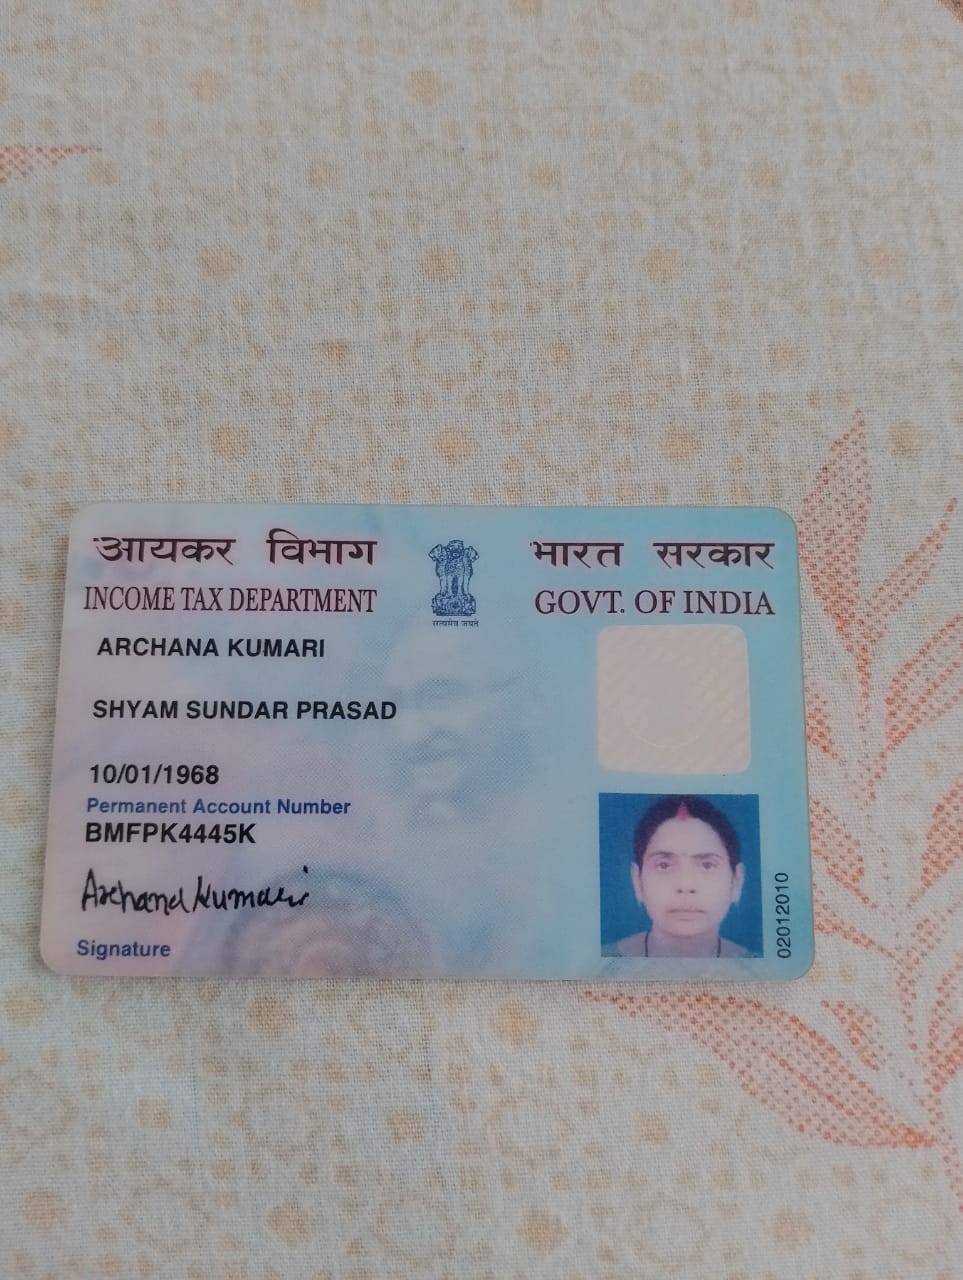 आयकर विभाग
INCOME TAX DEPARTMENT
सत्यमेव जयते
भारत सरकार
GOVT. OF INDIA
ARCHANA KUMARI
SHYAM SUNDAR PRASAD
10/01/1968
Permanent Account Number
BMFPK4445K
Archana Kumari
Signature
02012010